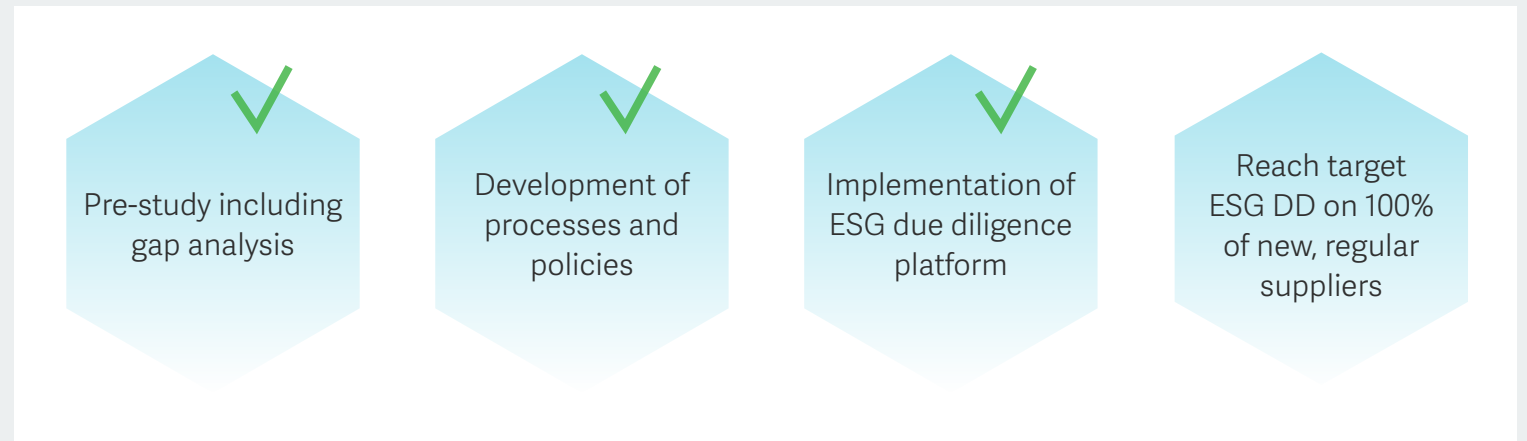 Pre-study including
gap analysis
Development of
processes and
policies
Implementation of
ESG due diligence
platform
Reach target
ESG DD on 100%
of new, regular
suppliers